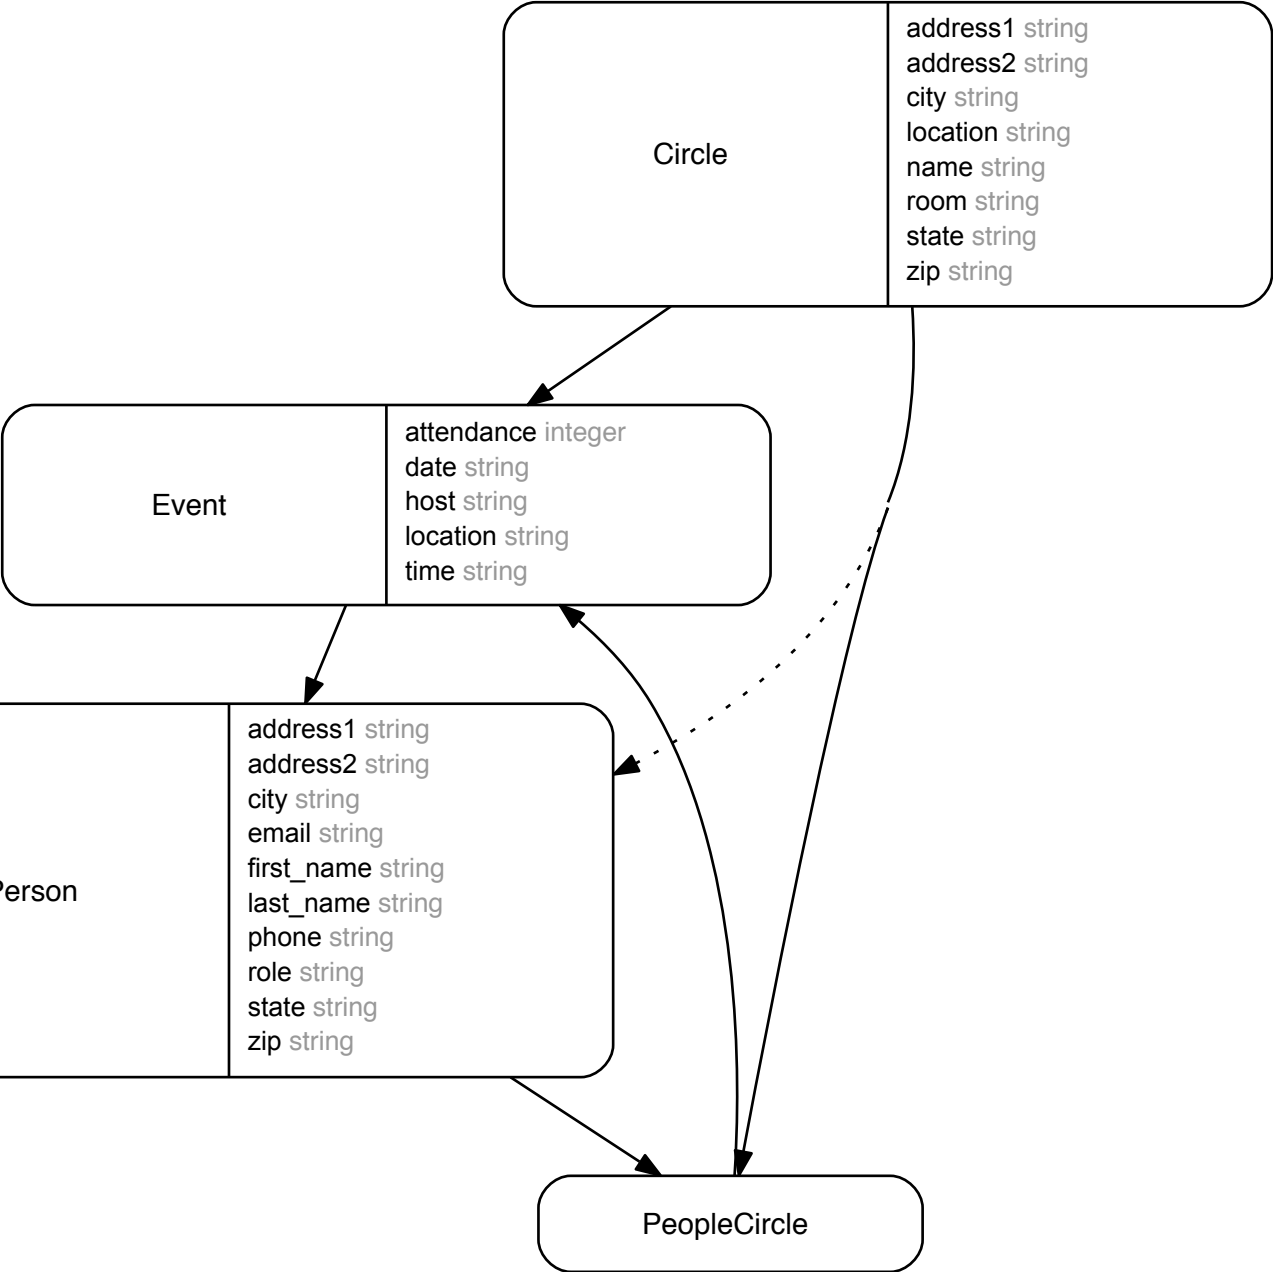 Circle
address1 string
address2 string
city string
location string
name string
room string
state string
zip string
Event
attendance integer
date string
host string
location string
time string
Person
address1 string
address2 string
city string
email string
first_name string
last_name string
phone string
role string
state string
zip string
PeopleCircle